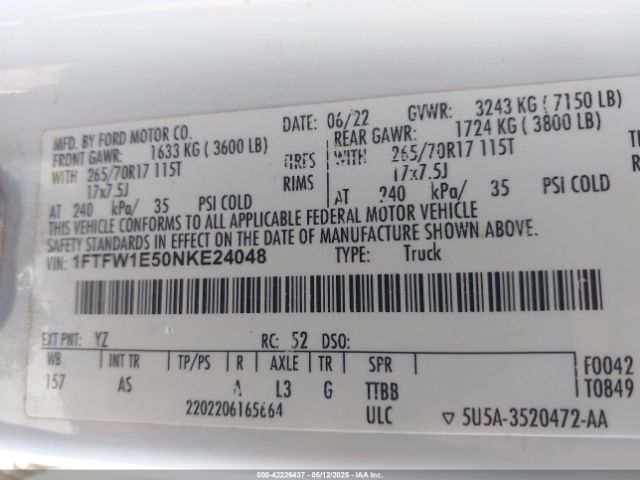 MFD. BY FORD MOTOR CO. DATE: 06/22 GVWR: 3243 KG ( 7150 LB)
FRONT GAWR: 1633 KG ( 3600 LB) REAR GAWR: 1724 KG ( 3800 LB)
WITH 265/70R17 115T TIRES WITH 265/70R17 115T
17x7.5J RIMS 17x7.5J
AT 240 kPa/ 35 PSI COLD AT 240 kPa/ 35 PSI COLD
THIS VEHICLE CONFORMS TO ALL APPLICABLE FEDERAL MOTOR VEHICLE
SAFETY STANDARDS IN EFFECT ON THE DATE OF MANUFACTURE SHOWN ABOVE.
VIN: 1FTFW1E50NKE24048 TYPE: Truck
EXT PNT: YZ RC: 52 DSO:
WB INT TR TP/PS R AXLE TR SPR F0042
157 AS A L3 G TTBB T0849
2202206165664 ULC ▽ 5U5A-3520472-AA
000-42226437 - 05/12/2025 - IAAI.COM